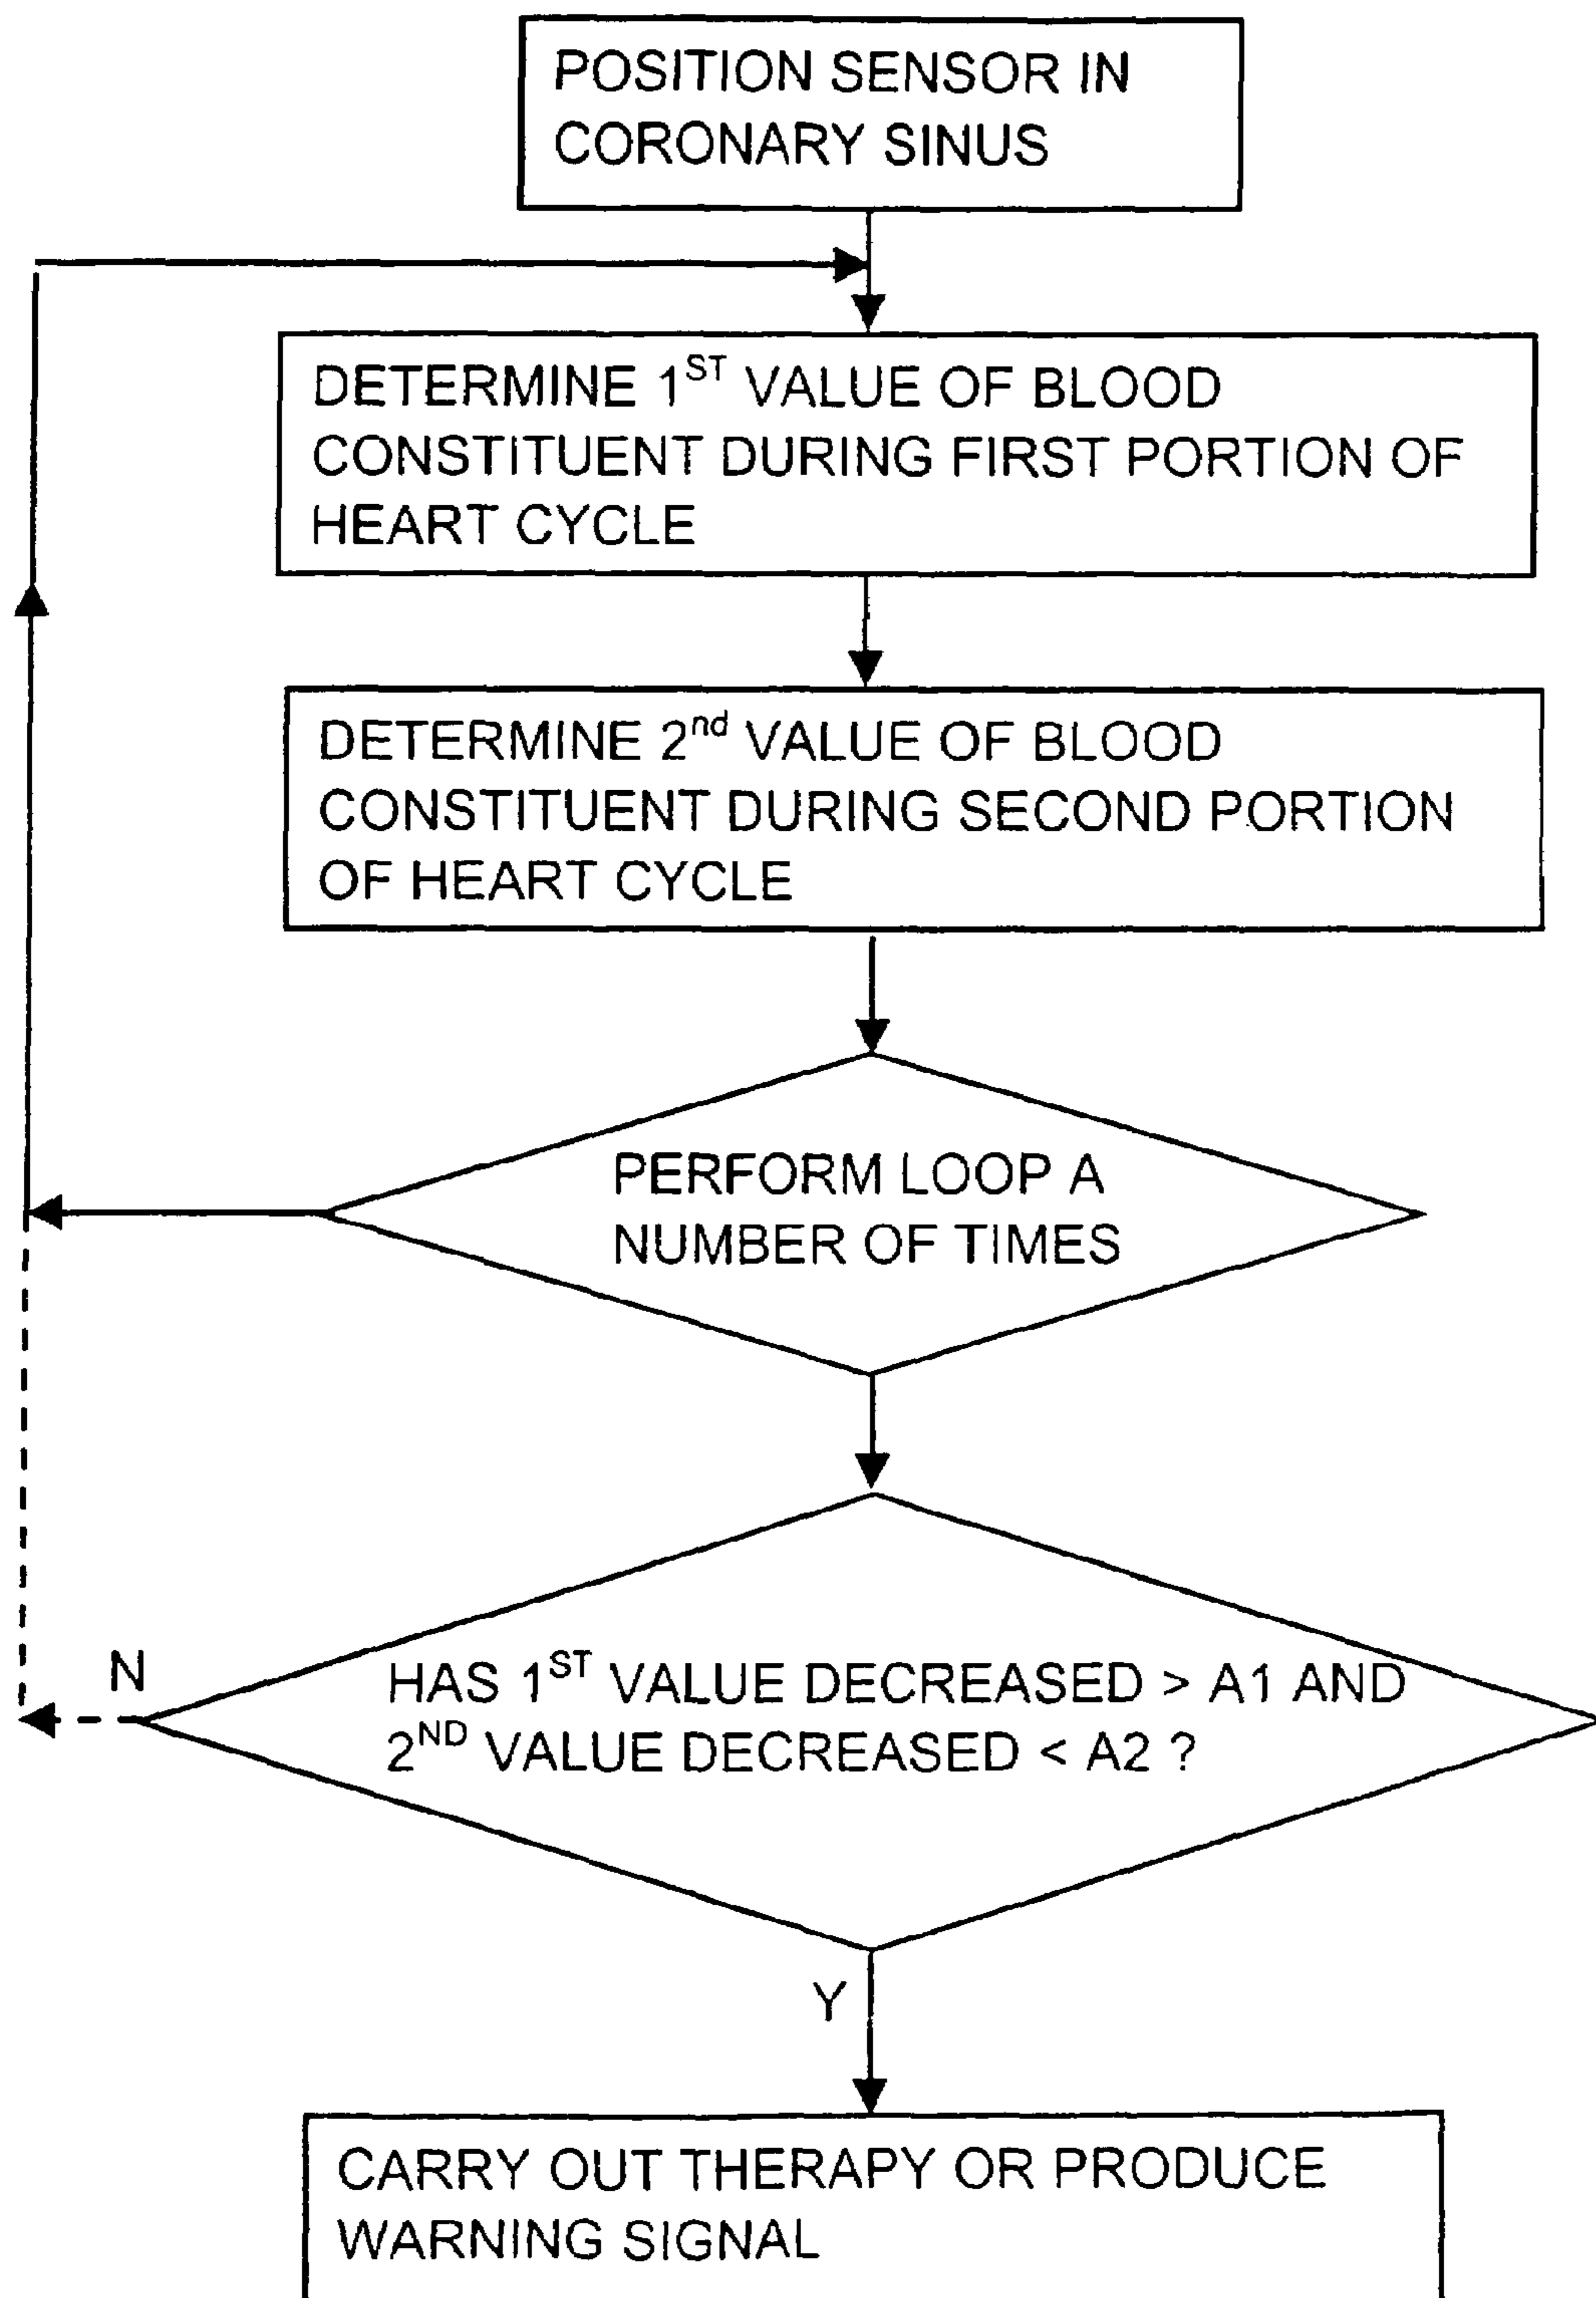 POSITION SENSOR IN
CORONARY SINUS
DETERMINE 1ST VALUE OF BLOOD
CONSTITUENT DURING FIRST PORTION OF
HEART CYCLE
DETERMINE 2nd VALUE OF BLOOD
CONSTITUENT DURING SECOND PORTION
OF HEART CYCLE
PERFORM LOOP A
NUMBER OF TIMES
N
HAS 1ST VALUE DECREASED > A1 AND
2ND VALUE DECREASED < A2 ?
Y
CARRY OUT THERAPY OR PRODUCE
WARNING SIGNAL